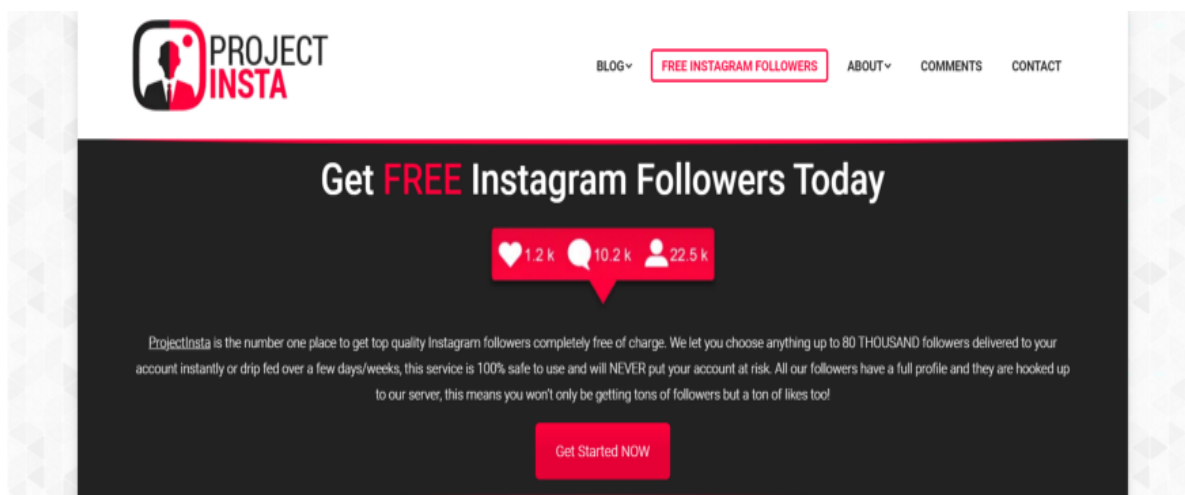 PROJECT
INSTA
BLOG FREE INSTAGRAM FOLLOWERS ABOUT COMMENTS CONTACT
Get FREE Instagram Followers Today
1.2 k 10.2 k 22.5 k
ProjectInsta is the number one place to get top quality Instagram followers completely free of charge. We let you choose anything up to 80 THOUSAND followers delivered to your
account instantly or drip fed over a few days/weeks, this service is 100% safe to use and will NEVER put your account at risk. All our followers have a full profile and they are hooked up
to our server, this means you won't only be getting tons of followers but a ton of likes too!
Get Started NOW